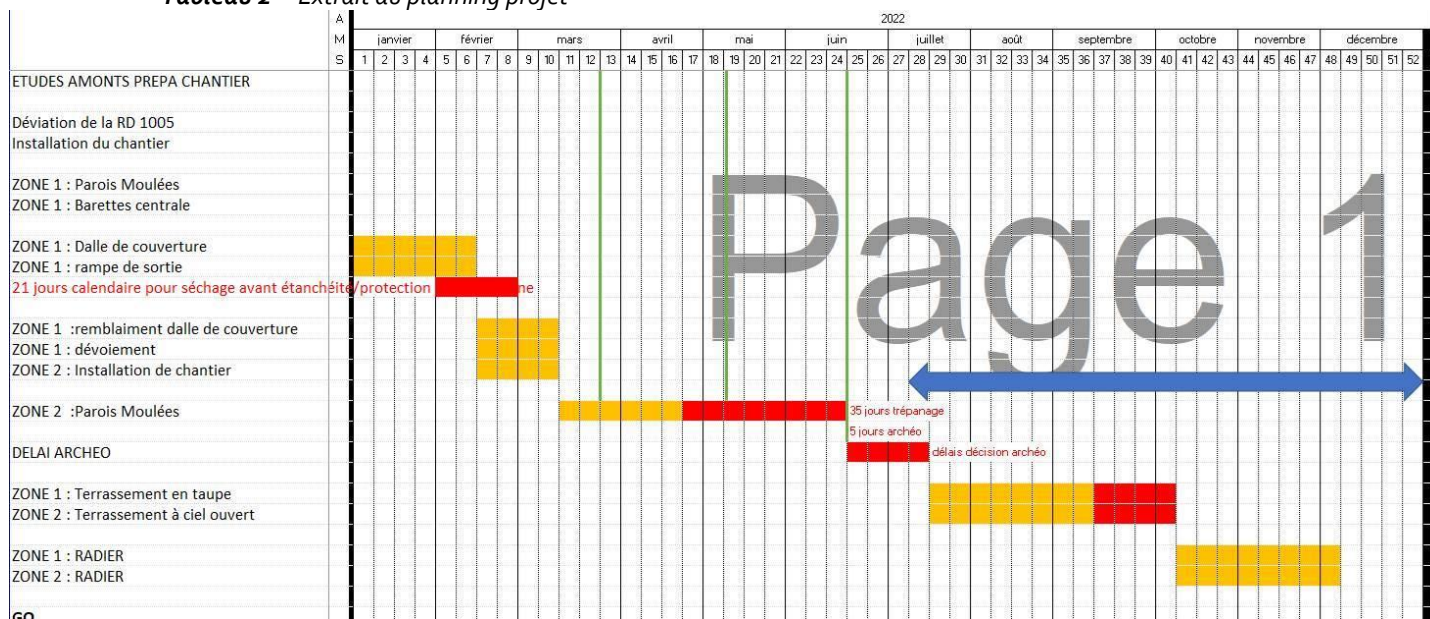 Tableau 2 – Extrait du planning projet
A 2022
M janvier février mars avril mai juin juillet août septembre octobre novembre décembre
S 1 2 3 4 5 6 7 8 9 10 11 12 13 14 15 16 17 18 19 20 21 22 23 24 25 26 27 28 29 30 31 32 33 34 35 36 37 38 39 40 41 42 43 44 45 46 47 48 49 50 51 52
ETUDES AMONTS PREPA CHANTIER
Déviation de la RD 1005
Installation du chantier
ZONE 1 : Parois Moulées
ZONE 1 : Barettes centrale
ZONE 1 : Dalle de couverture
ZONE 1 : rampe de sortie
21 jours calendaire pour séchage avant étanchéité/protection ne
ZONE 1 :remblaiment dalle de couverture
ZONE 1 : dévoiement
ZONE 2 : Installation de chantier
ZONE 2 :Parois Moulées 35 jours trépanage
5 jours archéo
DELAI ARCHEO délais décision archéo
ZONE 1 : Terrassement en taupe
ZONE 2 : Terrassement à ciel ouvert
ZONE 1 : RADIER
ZONE 2 : RADIER
GO
Page 1